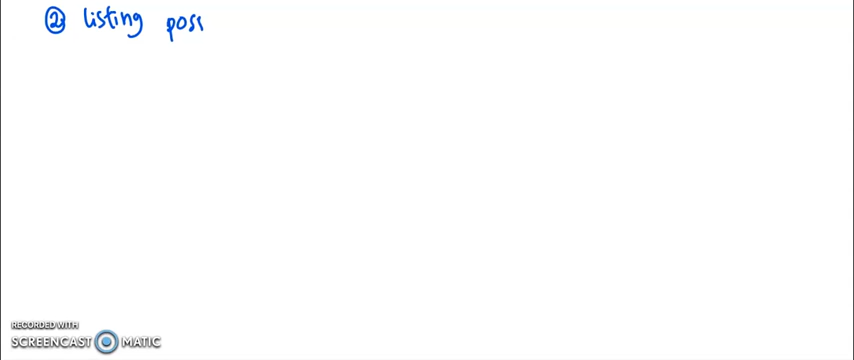 ② listing poss
RECORDED WITH
SCREENCAST MATIC